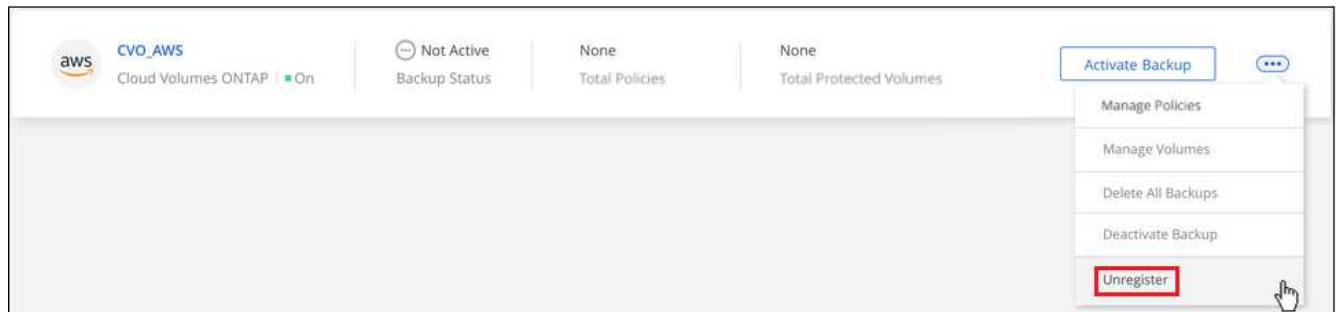 aws
CVO_AWS
Cloud Volumes ONTAP
On
Not Active
Backup Status
None
Total Policies
None
Total Protected Volumes
Activate Backup
Manage Policies
Manage Volumes
Delete All Backups
Deactivate Backup
Unregister